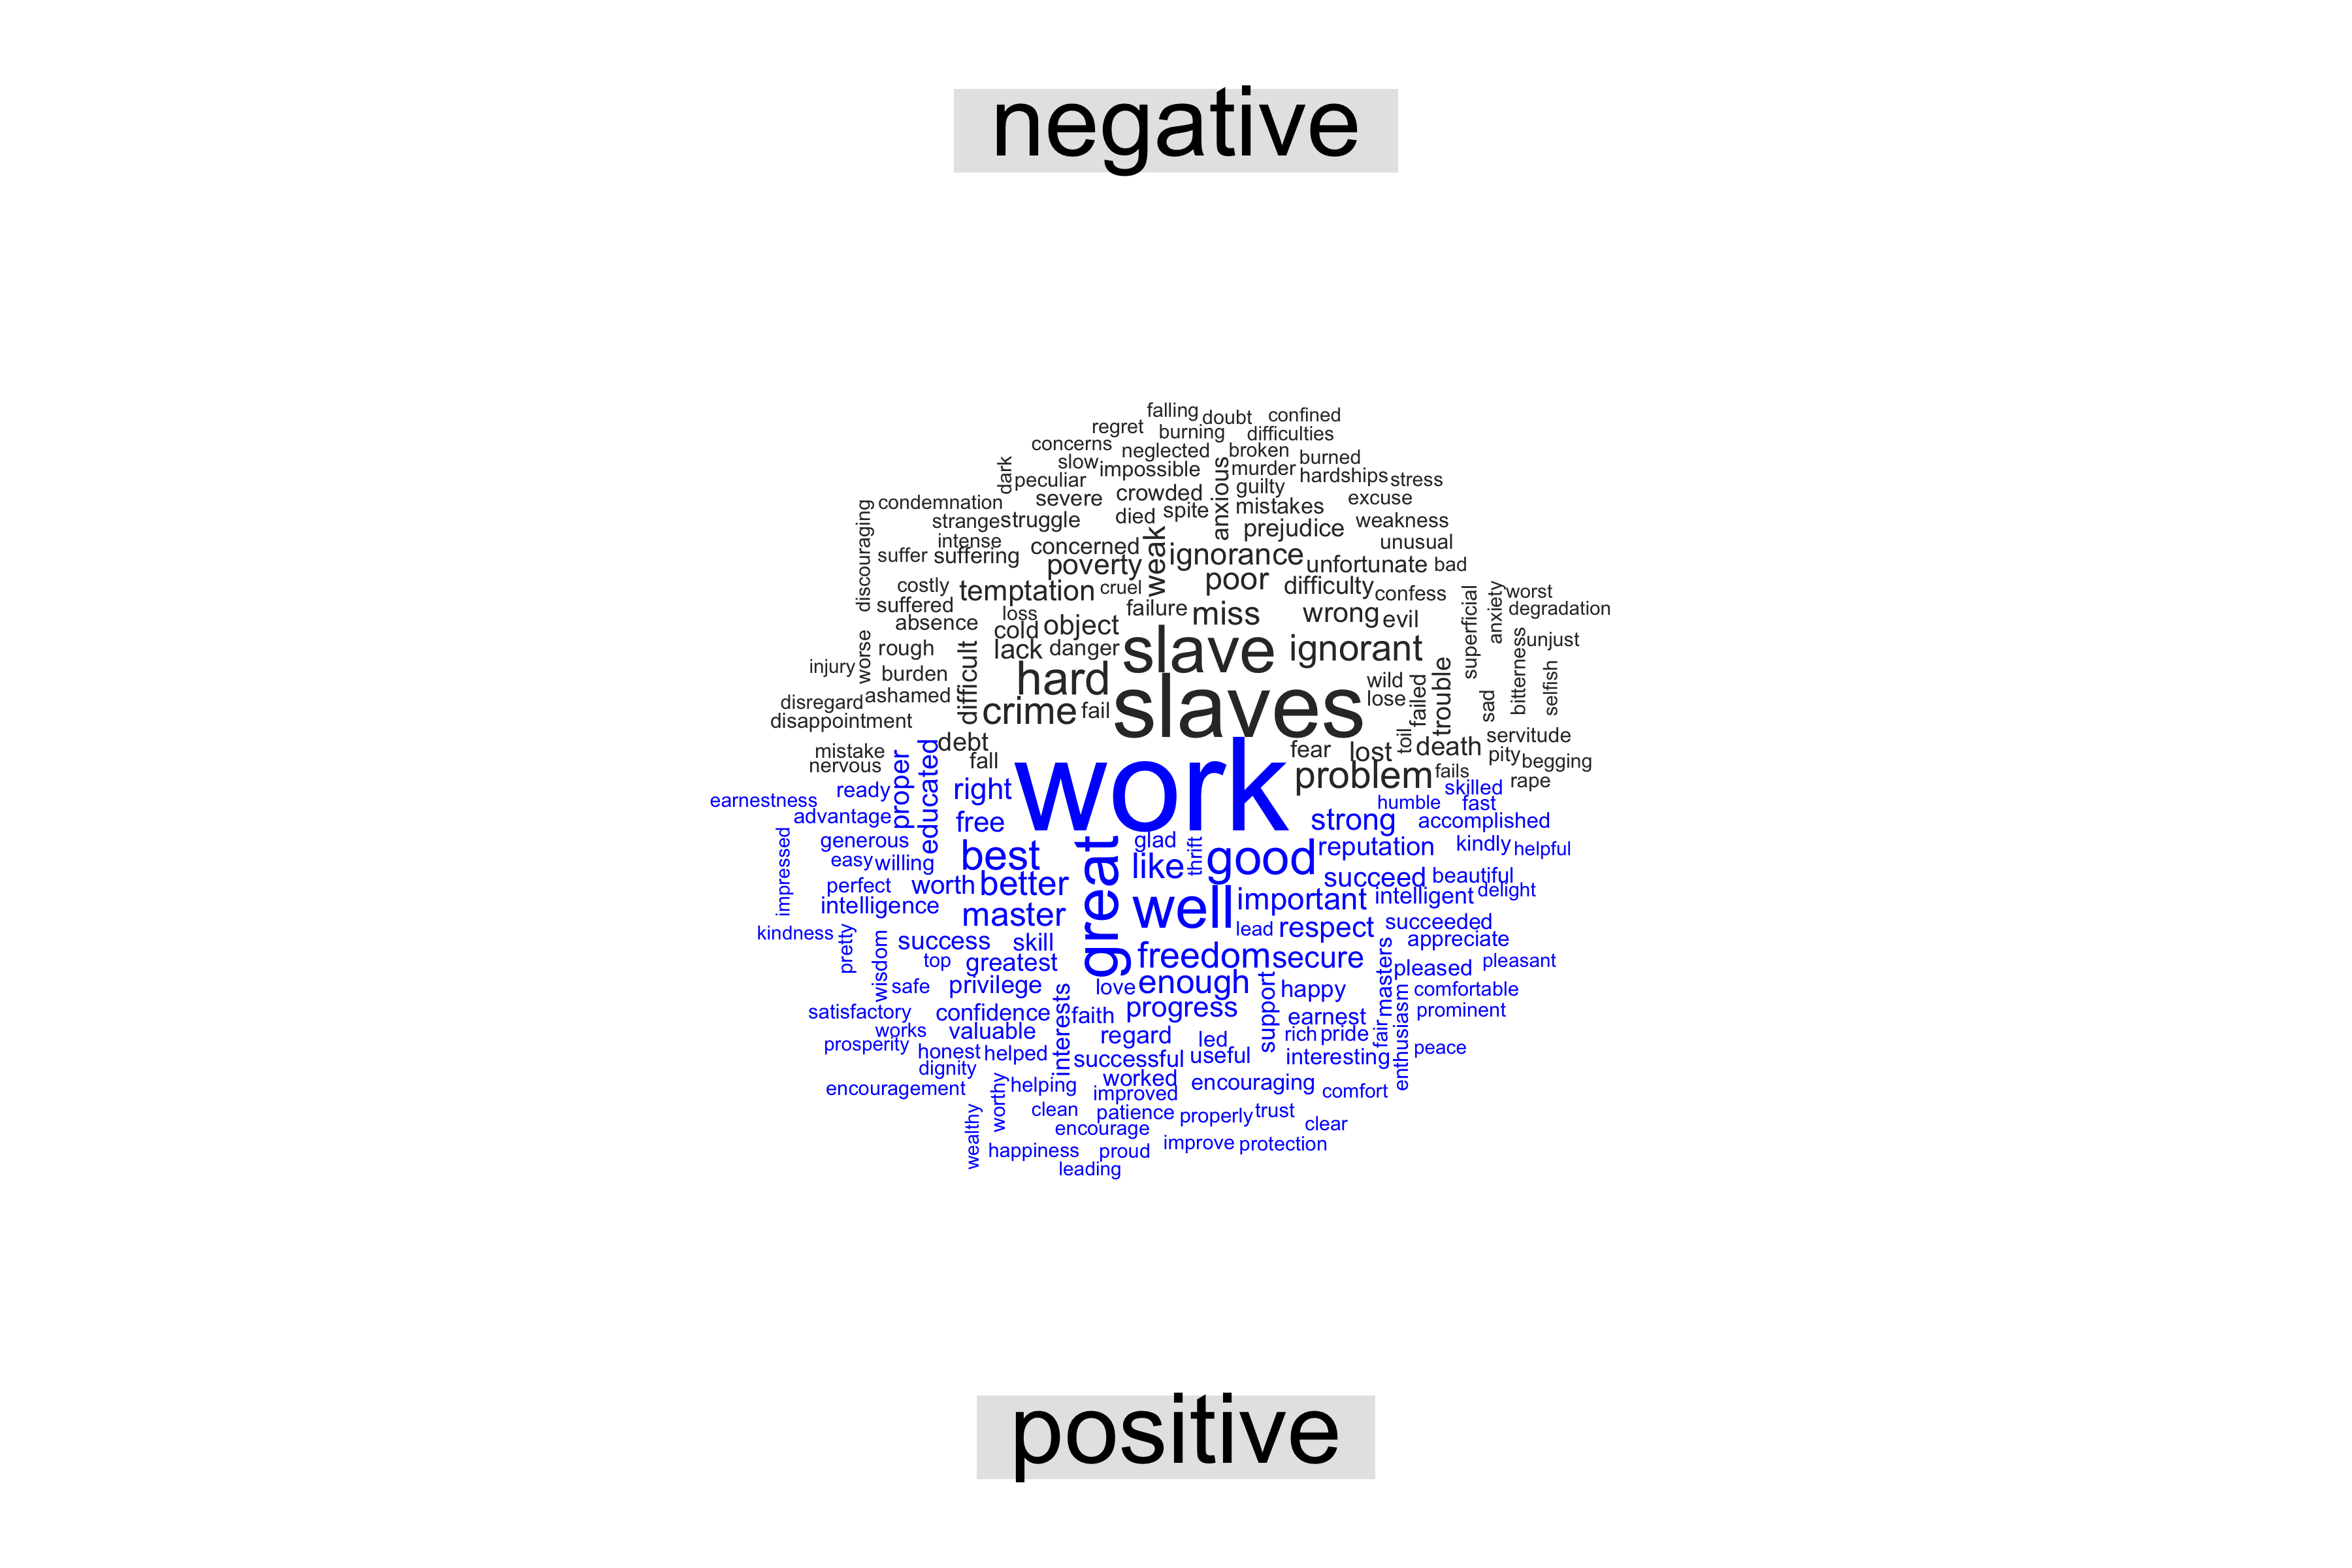 negative
falling doubt confined
regret burning difficulties
concerns neglected broken burned
dark slow impossible anxious murder hardships stress
peculiar guilty
condemnation severe crowded excuse
discouraging strange struggle died spite mistakes weakness
intense concerned weak prejudice unusual
suffer suffering poverty ignorance unfortunate bad
costly temptation cruel poor difficulty confess superficial anxiety worst
suffered loss failure miss wrong evil degradation
absence cold object
worse rough difficult lack danger slave ignorant trouble bitterness unjust
injury burden hard wild selfish
disregard ashamed crime fail slaves lose failed sad
disappointment
mistake debt fear lost toil death servitude
nervous fall pity begging
proper educated work problem fails rape
earnestness ready right humble skilled fast
advantage free strong accomplished
impressed generous great glad thrift good reputation kindly helpful
easy willing best like
perfect worth better succeed beautiful
intelligence master well important intelligent delight
kindness pretty wisdom success skill lead respect succeeded
top greatest freedom secure masters appreciate
safe privilege love enough support happy pleased pleasant
satisfactory confidence interests faith progress earnest enthusiasm comfortable
works valuable regard led rich pride fair prominent
prosperity honest helped successful useful interesting peace
dignity worked
encouragement worthy helping improved encouraging comfort
wealthy clean patience properly trust
encourage clear
happiness proud improve protection
leading
positive